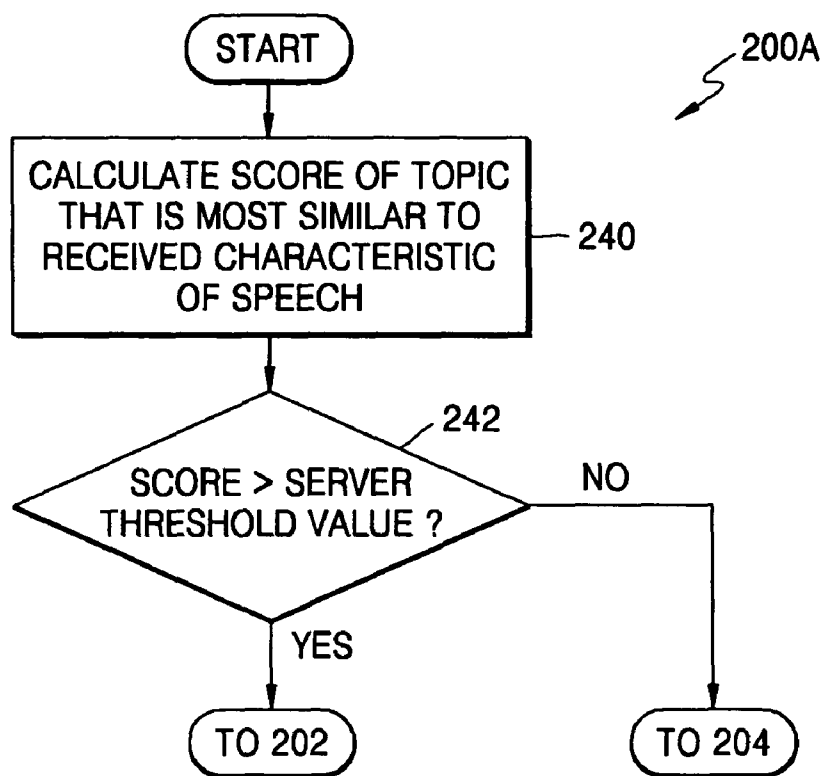 START
200A
CALCULATE SCORE OF TOPIC
THAT IS MOST SIMILAR TO
RECEIVED CHARACTERISTIC
OF SPEECH
240
242
SCORE > SERVER
THRESHOLD VALUE ?
NO
YES
TO 202
TO 204